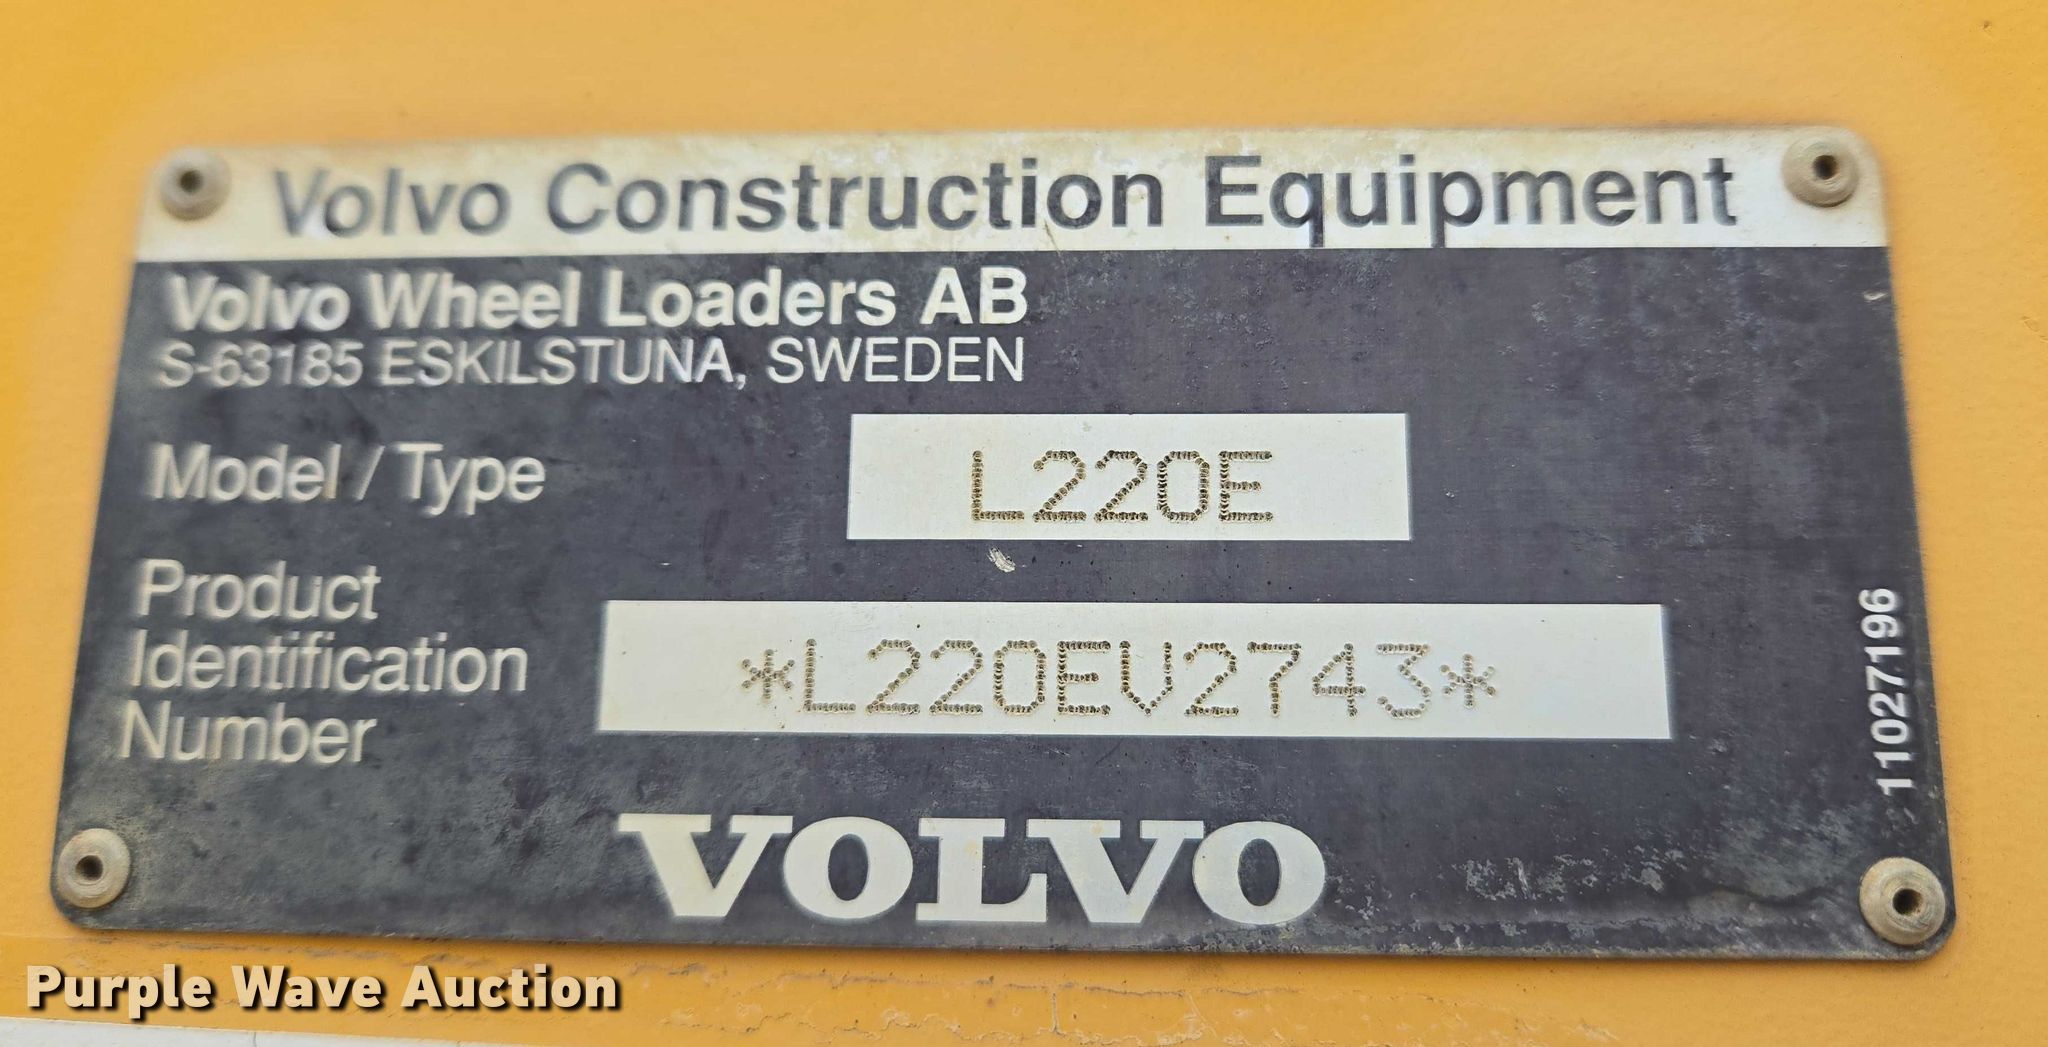 Volvo Construction Equipment
Volvo Wheel Loaders AB
S-63185 ESKILSTUNA, SWEDEN
Model / Type
L220E
Product
Identification
Number
*L220EV2743*
11027196
VOLVO
Purple Wave Auction